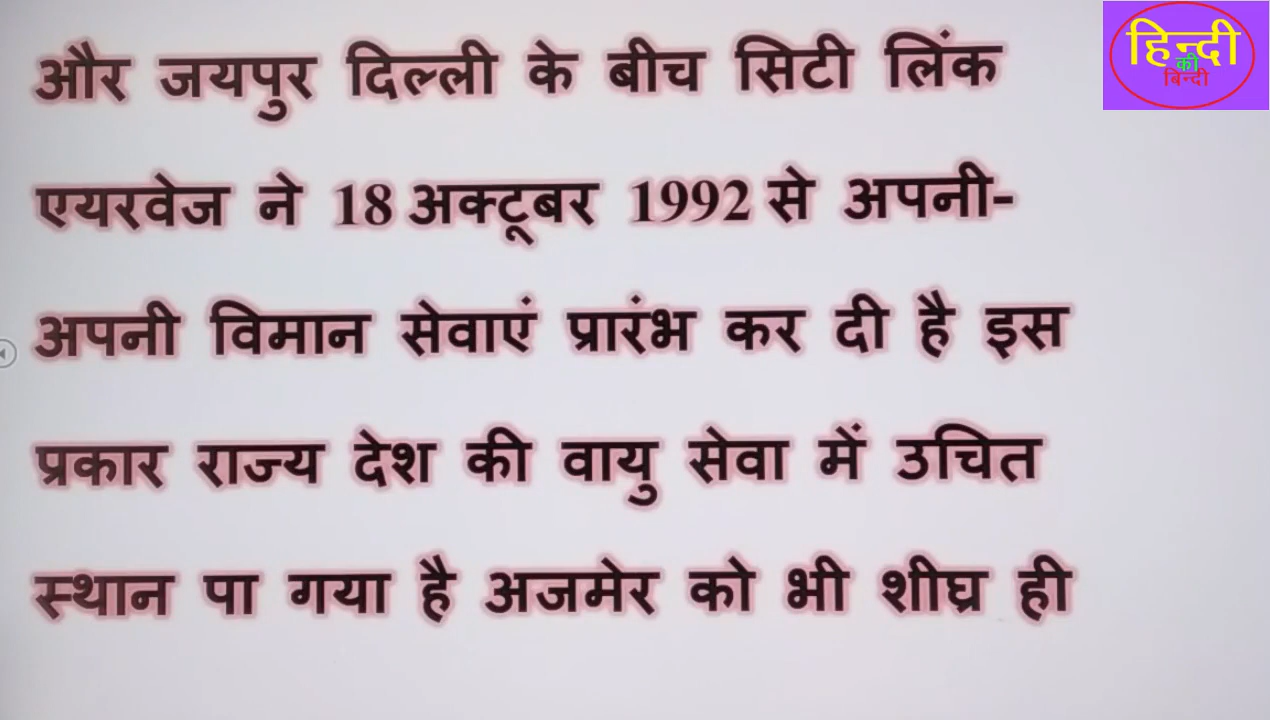 और जयपुर दिल्ली के बीच सिटी लिंक
एयरवेज ने 18 अक्टूबर 1992 से अपनी-
अपनी विमान सेवाएं प्रारंभ कर दी है इस
प्रकार राज्य देश की वायु सेवा में उचित
स्थान पा गया है अजमेर को भी शीघ्र ही
हिन्दी
की
बिन्दी